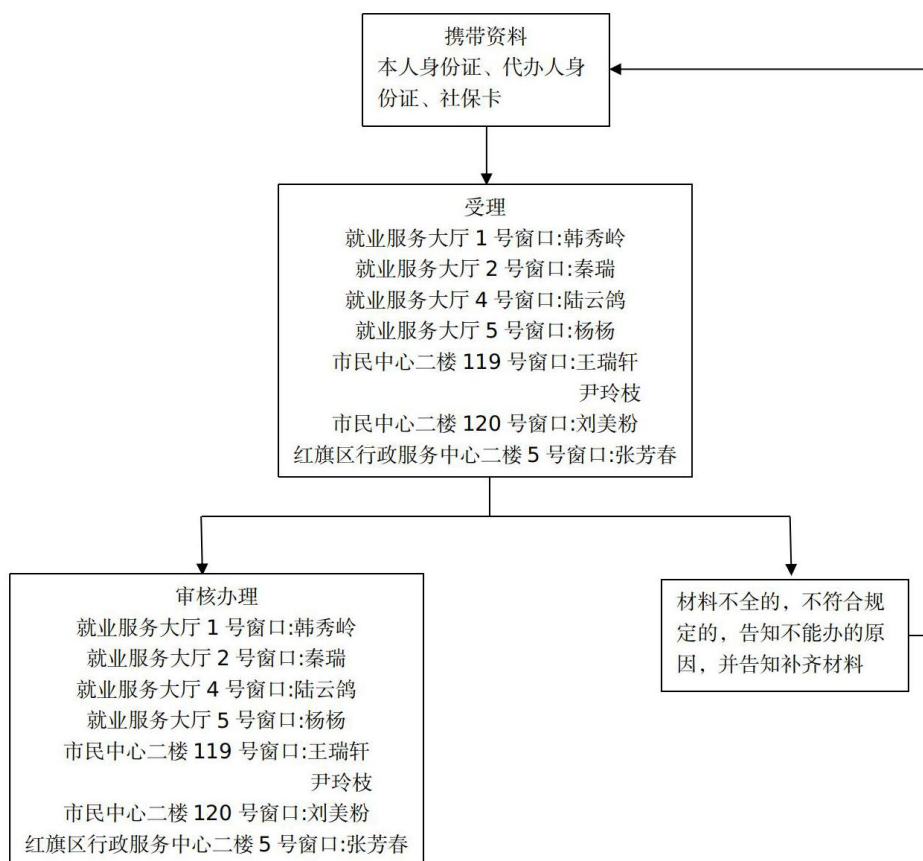 携带资料
本人身份证、代办人身
份证、社保卡
受理
就业服务大厅 1 号窗口:韩秀岭
就业服务大厅 2 号窗口:秦瑞
就业服务大厅 4 号窗口:陆云鸽
就业服务大厅 5 号窗口:杨杨
市民中心二楼 119 号窗口:王瑞轩
尹玲枝
市民中心二楼 120 号窗口:刘美粉
红旗区行政服务中心二楼 5 号窗口:张芳春
审核办理
就业服务大厅 1 号窗口:韩秀岭
就业服务大厅 2 号窗口:秦瑞
就业服务大厅 4 号窗口:陆云鸽
就业服务大厅 5 号窗口:杨杨
市民中心二楼 119 号窗口:王瑞轩
尹玲枝
市民中心二楼 120 号窗口:刘美粉
红旗区行政服务中心二楼 5 号窗口:张芳春
材料不全的，不符合规
定的，告知不能办的原
因，并告知补齐材料